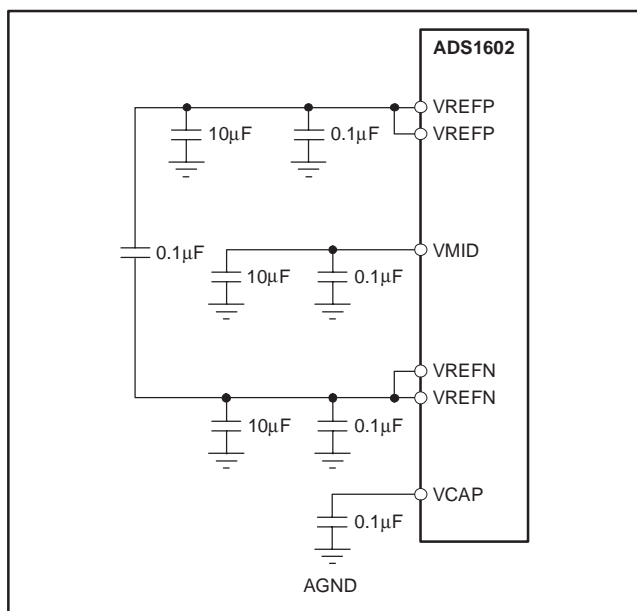 ADS1602
VREFP
10µF 0.1µF
VREFP
0.1µF
VMID
10µF 0.1µF
VREFN
VREFN
10µF 0.1µF
VCAP
0.1µF
AGND